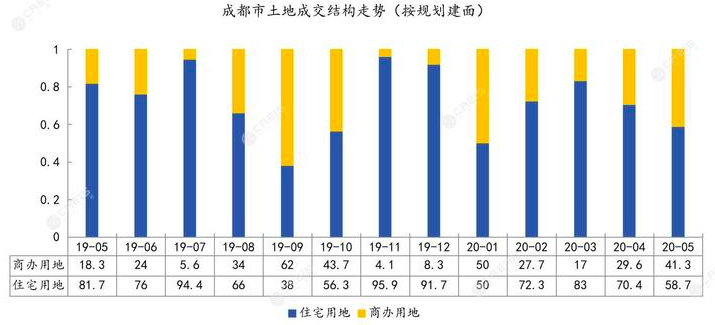 成都市土地成交结构走势（按规划建面）
1
0.8
0.6
0.4
0.2
0
19-05 19-06 19-07 19-08 19-09 19-10 19-11 19-12 20-01 20-02 20-03 20-04 20-05
商办用地 18.3 24 5.6 34 62 43.7 4.1 8.3 50 27.7 17 29.6 41.3
住宅用地 81.7 76 94.4 66 38 56.3 95.9 91.7 50 72.3 83 70.4 58.7
住宅用地 商办用地